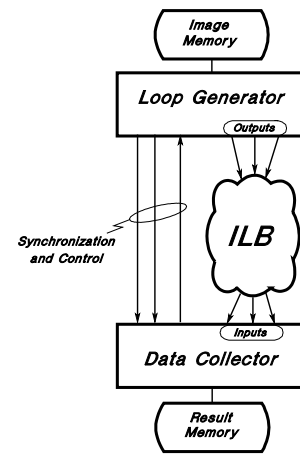 Image
Memory
Loop Generator
Outputs
ILB
Synchronization
and Control
Inputs
Data Collector
Result
Memory